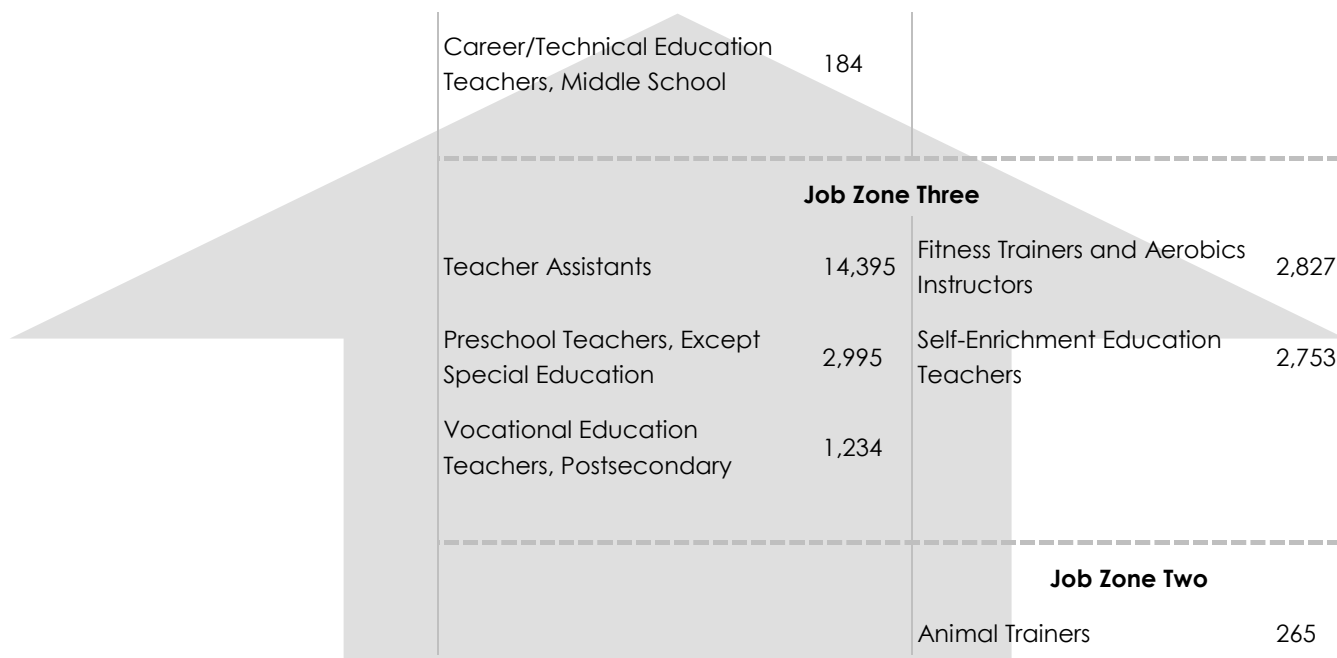 Career/Technical Education
Teachers, Middle School
184
Job Zone Three
Teacher Assistants
14,395
Fitness Trainers and Aerobics
Instructors
2,827
Preschool Teachers, Except
Special Education
2,995
Self-Enrichment Education
Teachers
2,753
Vocational Education
Teachers, Postsecondary
1,234
Job Zone Two
Animal Trainers
265